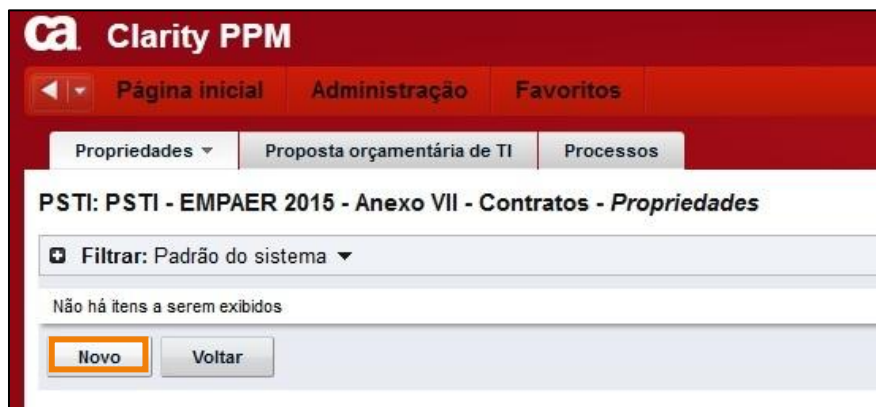 ca Clarity PPM
Página inicial Administração Favoritos
Propriedades Proposta orçamentária de TI Processos
PSTI: PSTI - EMPAER 2015 - Anexo VII - Contratos - Propriedades
Filtrar: Padrão do sistema
Não há itens a serem exibidos
Novo Voltar